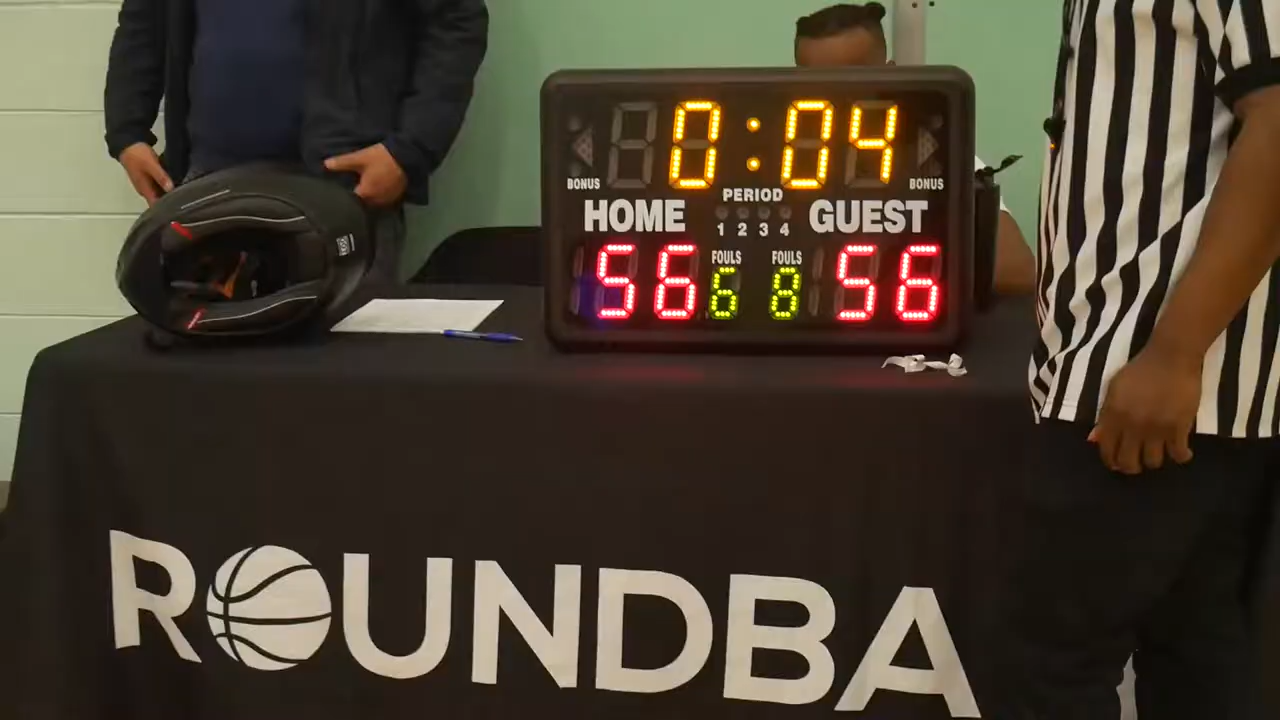 0:04
BONUS PERIOD BONUS
HOME 1 2 3 4 GUEST
FOULS FOULS
56 6 8 56
ROUNDBA